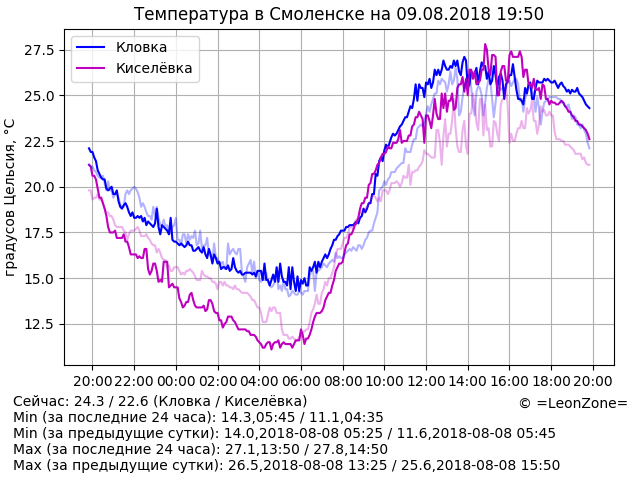 Температура в Смоленске на 09.08.2018 19:50
Кловка
Киселёвка
градусов Цельсия, °C
27.5
25.0
22.5
20.0
17.5
15.0
12.5
20:00 22:00 00:00 02:00 04:00 06:00 08:00 10:00 12:00 14:00 16:00 18:00 20:00
Сейчас: 24.3 / 22.6 (Кловка / Киселёвка)
© =LeonZone=
Min (за последние 24 часа): 14.3,05:45 / 11.1,04:35
Min (за предыдущие сутки): 14.0,2018-08-08 05:25 / 11.6,2018-08-08 05:45
Max (за последние 24 часа): 27.1,13:50 / 27.8,14:50
Max (за предыдущие сутки): 26.5,2018-08-08 13:25 / 25.6,2018-08-08 15:50